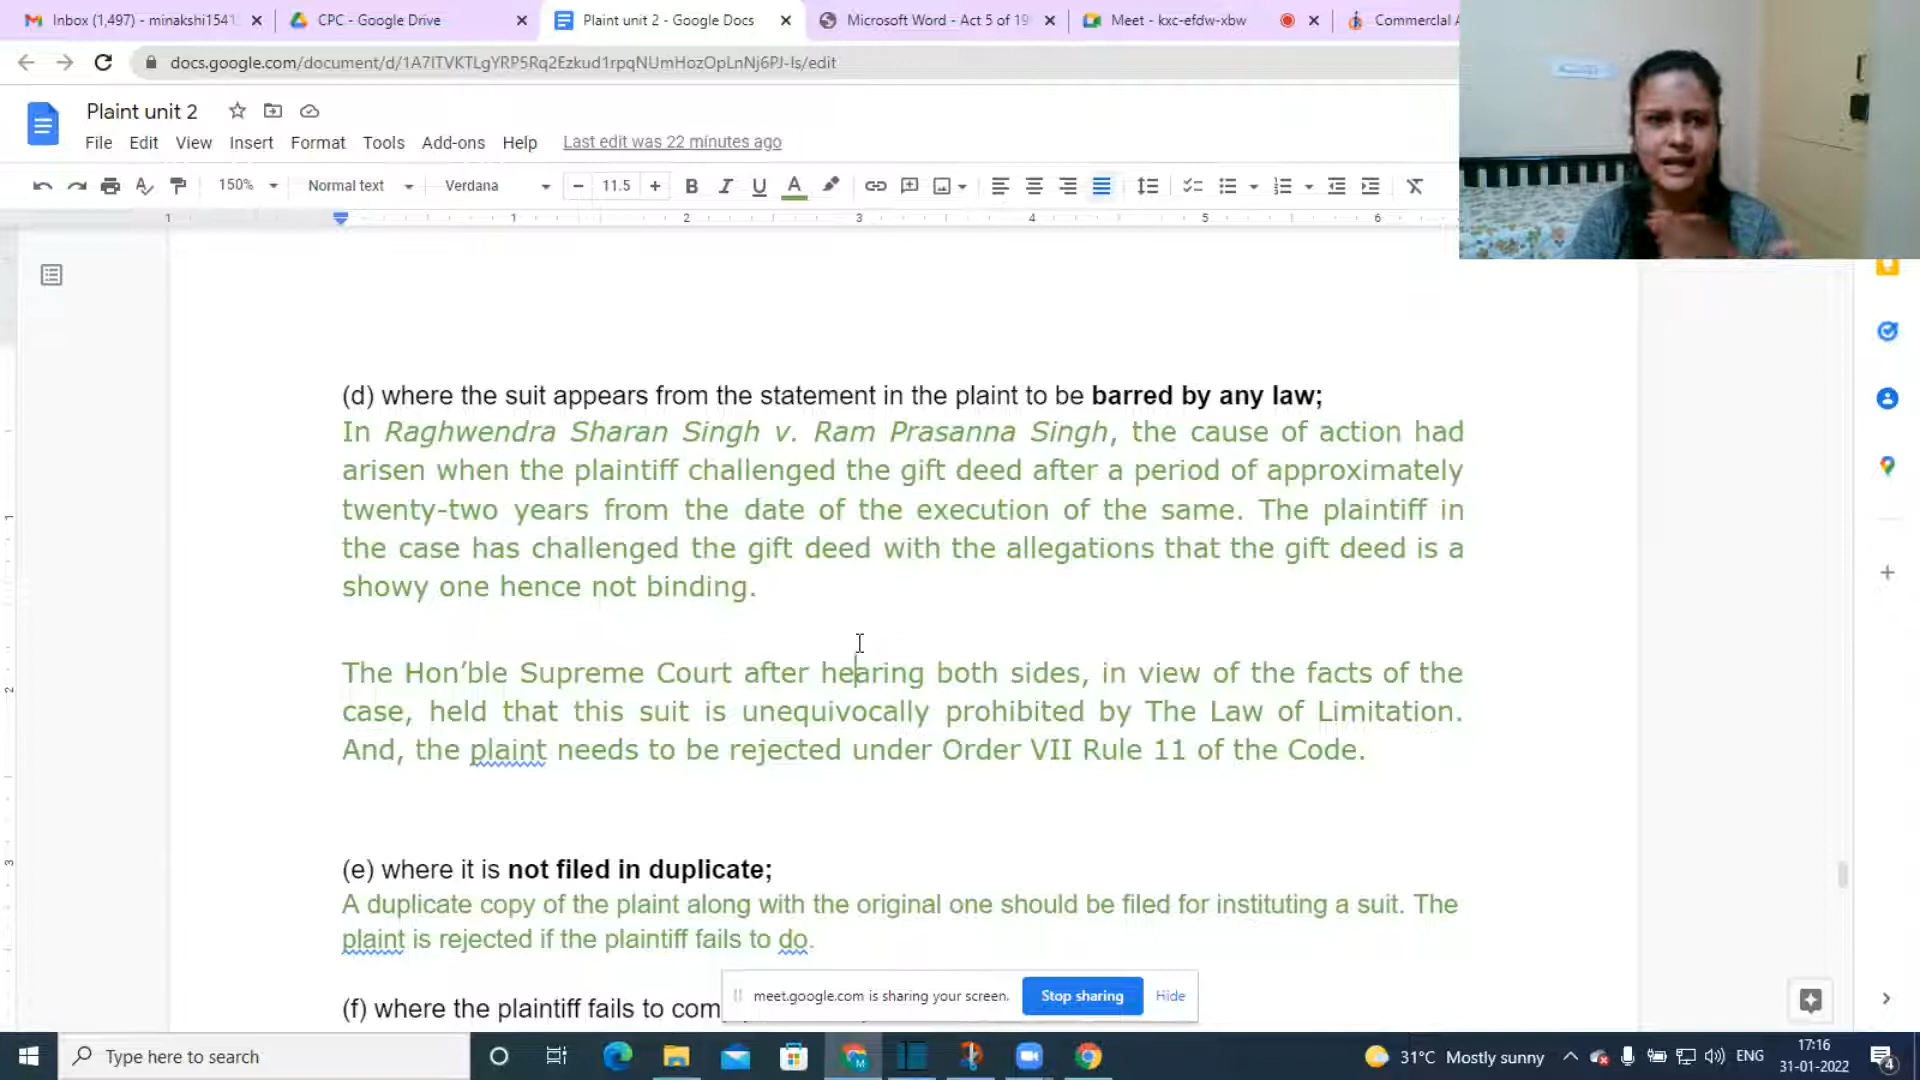 Inbox (1,497) - minakshi1541
CPC - Google Drive
Plaint unit 2 - Google Docs
Microsoft Word - Act 5 of 19
Meet - kxc-efdw-xbw
Commercial A
docs.google.com/document/d/1A7ITVKTLgYRP5Rq2Ezkud1rpqNUmHozOpLnNj6PJ-Is/edit
Plaint unit 2
File Edit View Insert Format Tools Add-ons Help Last edit was 22 minutes ago
150% Normal text Verdana 11.5
1 1 2 3 4 5 6
(d) where the suit appears from the statement in the plaint to be barred by any law;
In Raghwendra Sharan Singh v. Ram Prasanna Singh, the cause of action had
arisen when the plaintiff challenged the gift deed after a period of approximately
twenty-two years from the date of the execution of the same. The plaintiff in
the case has challenged the gift deed with the allegations that the gift deed is a
showy one hence not binding.
The Hon’ble Supreme Court after hearing both sides, in view of the facts of the
case, held that this suit is unequivocally prohibited by The Law of Limitation.
And, the plaint needs to be rejected under Order VII Rule 11 of the Code.
(e) where it is not filed in duplicate;
A duplicate copy of the plaint along with the original one should be filed for instituting a suit. The
plaint is rejected if the plaintiff fails to do.
(f) where the plaintiff fails to com
meet.google.com is sharing your screen. Stop sharing Hide
Type here to search
31°C Mostly sunny
ENG
17:16
31-01-2022
4